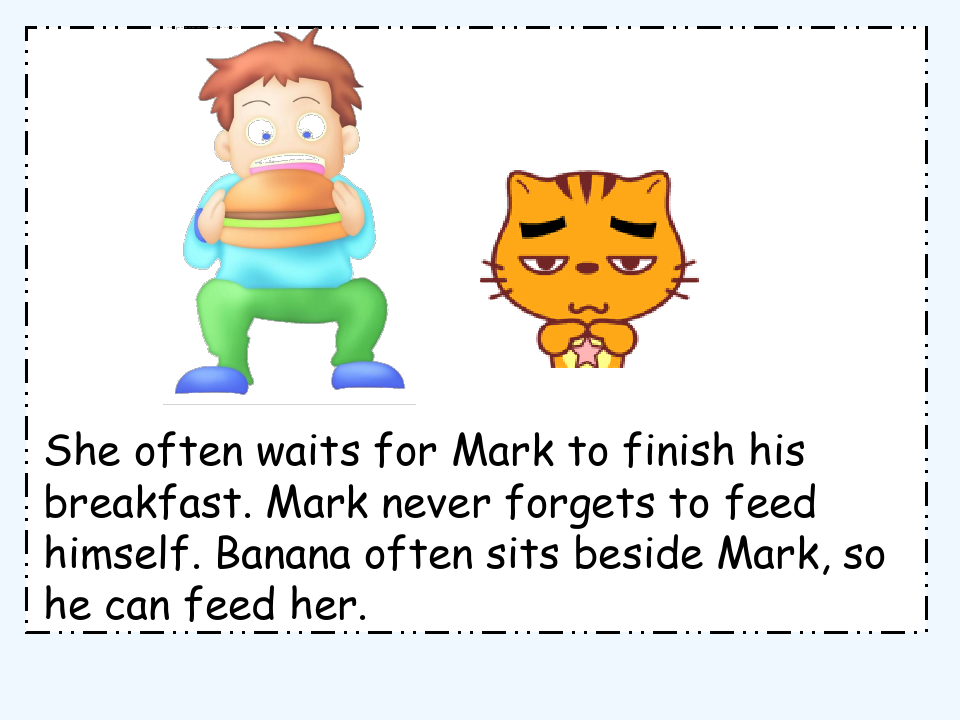 She often waits for Mark to finish his
breakfast. Mark never forgets to feed
himself. Banana often sits beside Mark, so
he can feed her.